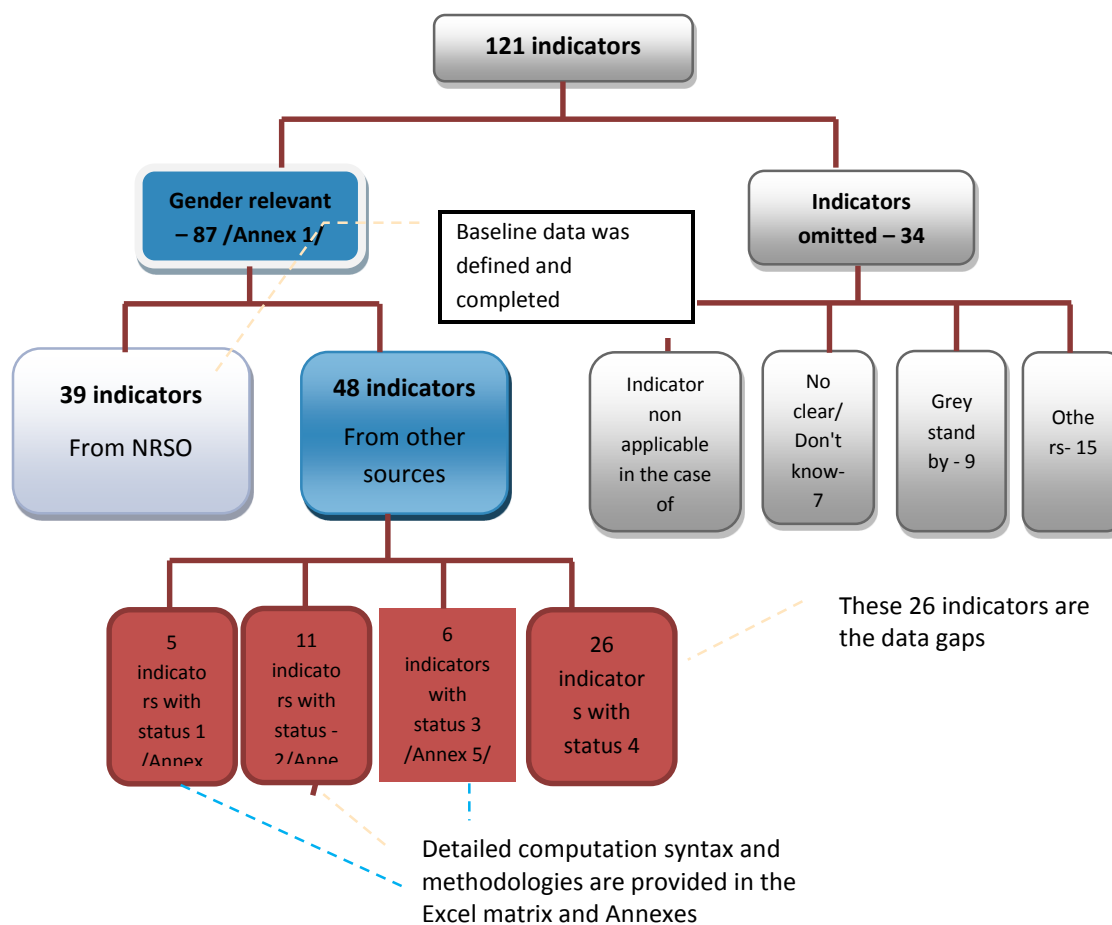 121 indicators
Gender relevant
– 87 /Annex 1/
Indicators
omitted – 34
Baseline data was
defined and
completed
39 indicators
From NRSO
48 indicators
From other
sources
Indicator
non
applicable
in the case
of
No
clear/
Don't
know-
7
Grey
stand
by - 9
Othe
rs- 15
5
indicato
rs with
status 1
/Annex
11
indicato
rs with
status -
2/Anne
6
indicators
with
status 3
/Annex 5/
26
indicator
s with
status 4
These 26 indicators are
the data gaps
Detailed computation syntax and
methodologies are provided in the
Excel matrix and Annexes